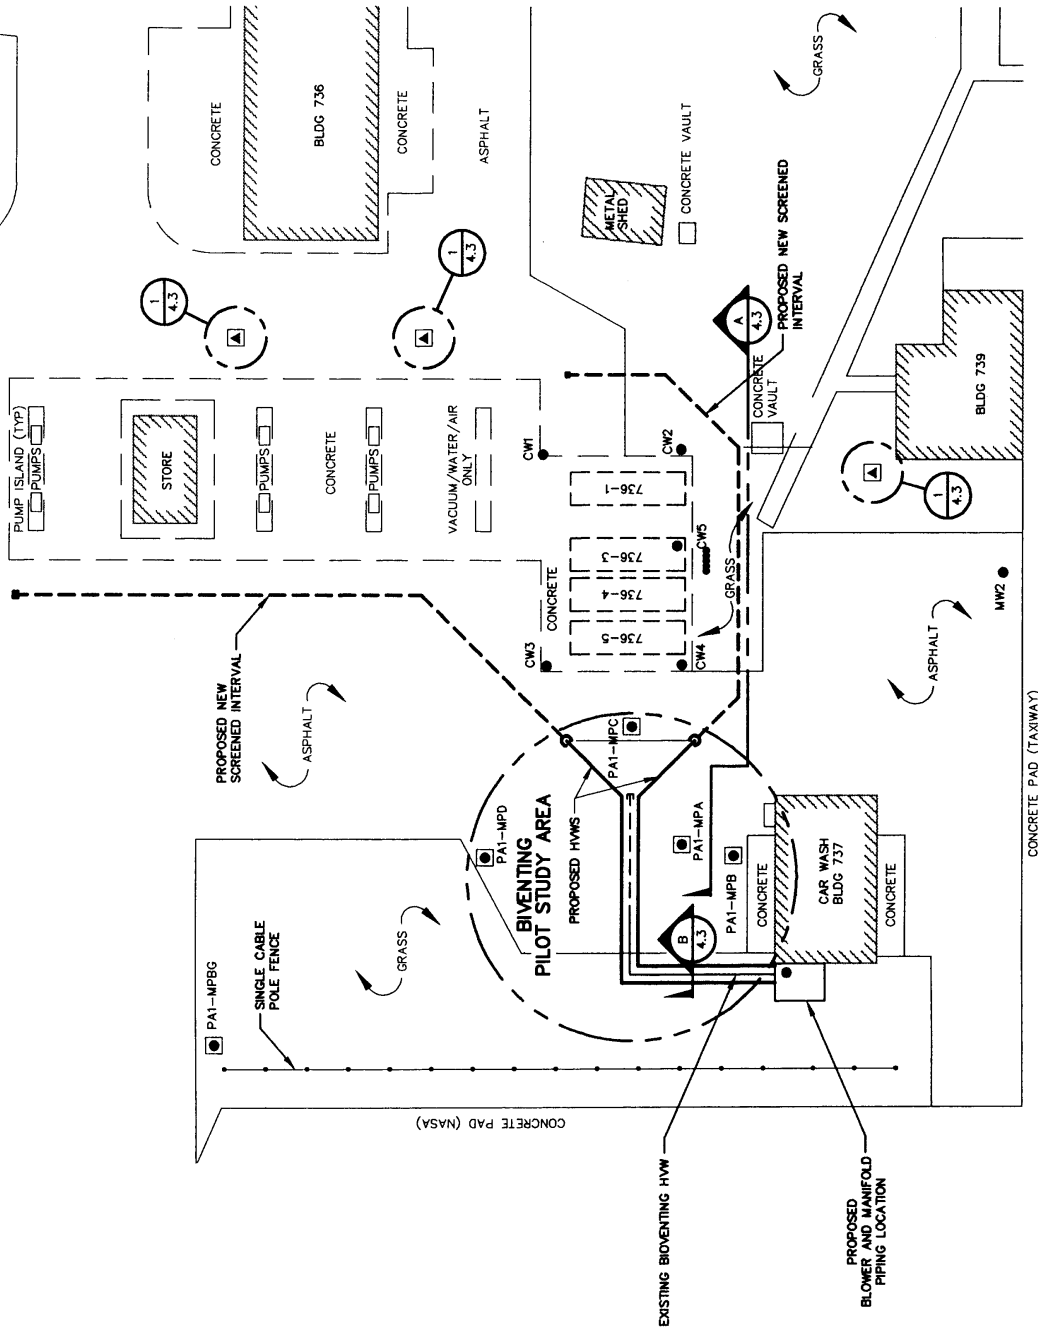 CONCRETE
BLDG 736
CONCRETE
ASPHALT
GRASS
1
4.3
1
4.3
METAL
SHED
CONCRETE VAULT
PROPOSED NEW SCREENED
INTERVAL
A
4.3
CONCRETE
VAULT
BLDG 739
1
4.3
PUMP ISLAND (TYP)
PUMPS
STORE
PUMPS
CONCRETE
PUMPS
VACUUM/WATER/AIR
ONLY
CW1
CW2
736-1
736-3
736-4
736-5
CW5
CONCRETE
CW3
CW4
GRASS
MW2
ASPHALT
PROPOSED NEW
SCREENED INTERVAL
ASPHALT
PA1-MPC
PA1-MPD
BIVENTING
PILOT STUDY AREA
PROPOSED HVWS
PA1-MPA
PA1-MPB
CONCRETE
CAR WASH
BLDG 737
CONCRETE
B
4.3
GRASS
PA1-MPBG
SINGLE CABLE
POLE FENCE
CONCRETE PAD (NASA)
CONCRETE PAD (TAXIWAY)
EXISTING BIOVENTING HVW
PROPOSED
BLOWER AND MANIFOLD
PIPING LOCATION